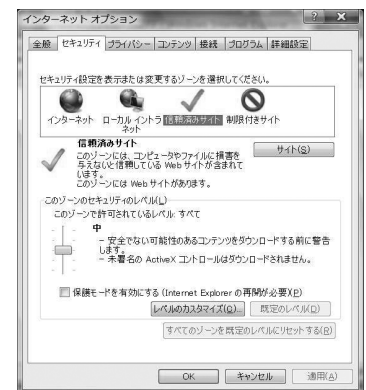 インターネット オプション
全般 セキュリティ プライバシー コンテンツ 接続 プログラム 詳細設定
セキュリティ設定を表示または変更するゾーンを選択してください。
インターネット ローカル イントラネット 信頼済みサイト 制限付きサイト
信頼済みサイト
サイト(S)
このゾーンには、コンピュータやファイルに損害を
与えないと信頼している Web サイトが含まれて
います。
このゾーンには Web サイトがあります。
このゾーンのセキュリティのレベル(L)
このゾーンで許可されているレベル: すべて
中
- 安全でない可能性のあるコンテンツをダウンロードする前に警告
します。
- 未署名の ActiveX コントロールはダウンロードされません。
保護モードを有効にする (Internet Explorer の再開が必要)(P)
レベルのカスタマイズ(C)... 既定のレベル(D)
すべてのゾーンを既定のレベルにリセットする(R)
OK キャンセル 適用(A)